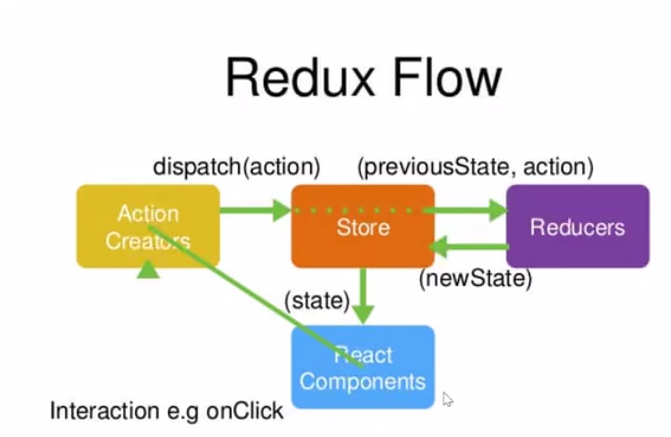 Redux Flow
dispatch(action)
(previousState, action)
Action
Creators
Store
Reducers
(newState)
(state)
React
Components
Interaction e.g onClick